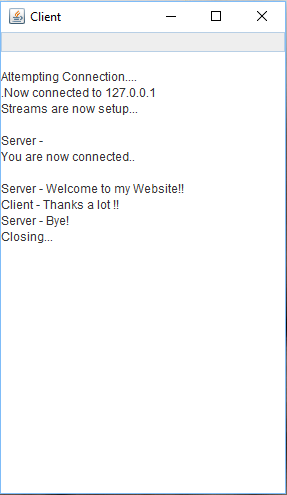 Client
Attempting Connection....
.Now connected to 127.0.0.1
Streams are now setup...
Server -
You are now connected..
Server - Welcome to my Website!!
Client - Thanks a lot !!
Server - Bye!
Closing...